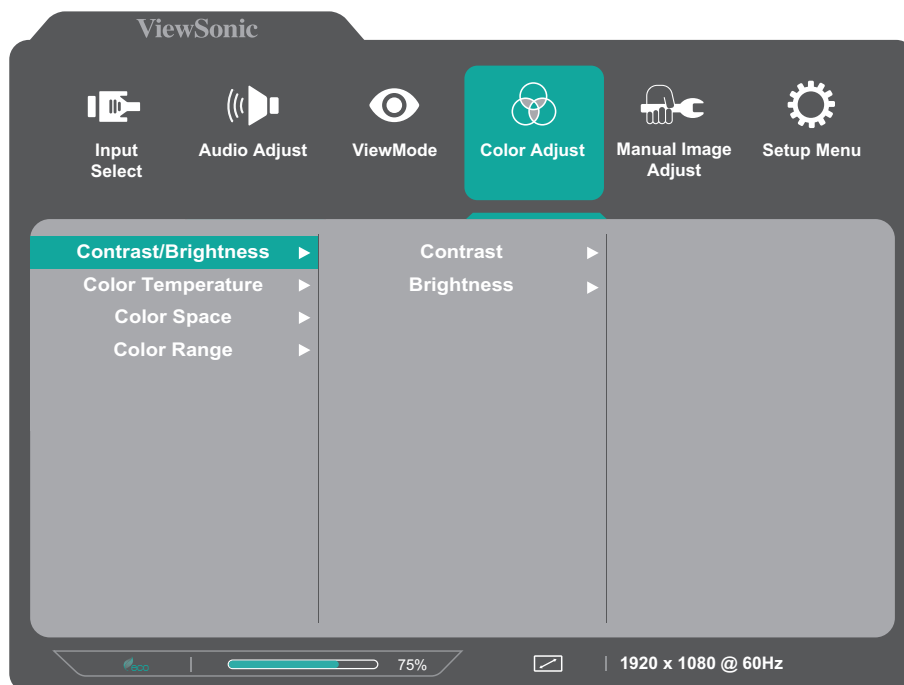 ViewSonic
Input
Select
Audio Adjust
ViewMode
Color Adjust
Manual Image
Adjust
Setup Menu
Contrast/Brightness
Color Temperature
Color Space
Color Range
Contrast
Brightness
eco
75%
1920 x 1080 @ 60Hz